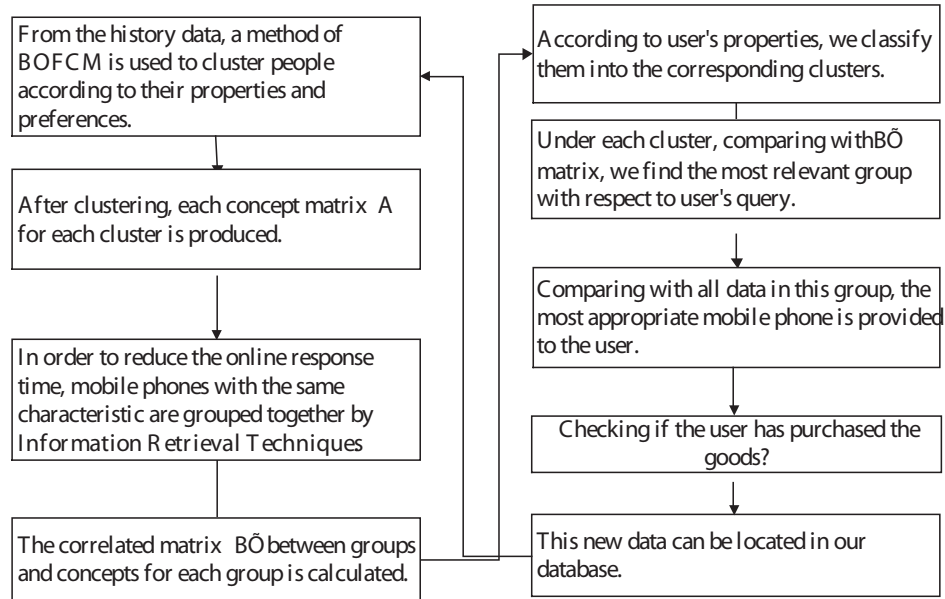 From the history data, a method of
BOFCM is used to cluster people
according to their properties and
preferences.
After clustering, each concept matrix A
for each cluster is produced.
In order to reduce the online response
time, mobile phones with the same
characteristic are grouped together by
Information Retrieval Techniques.
The correlated matrix BÕ between groups
and concepts for each group is calculated.
According to user's properties, we classify
them into the corresponding clusters.
Under each cluster, comparing with BÕ
matrix, we find the most relevant group
with respect to user's query.
Comparing with all data in this group, the
most appropriate mobile phone is provided
to the user.
Checking if the user has purchased the
goods?
This new data can be located in our
database.